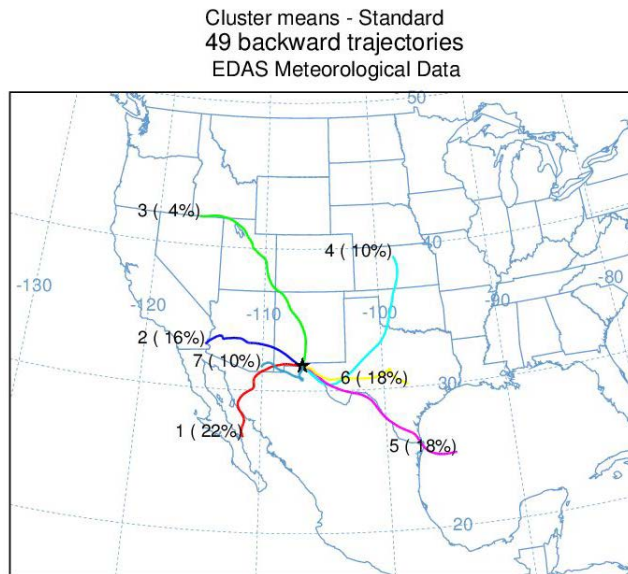 Cluster means - Standard
49 backward trajectories
EDAS Meteorological Data
50
3 ( 4%)
4 ( 10%)
40
-130
-120
-110
-100
-90
-80
2 ( 16%)
7 ( 10%)
6 ( 18%)
30
1 ( 22%)
5 ( 18%)
20